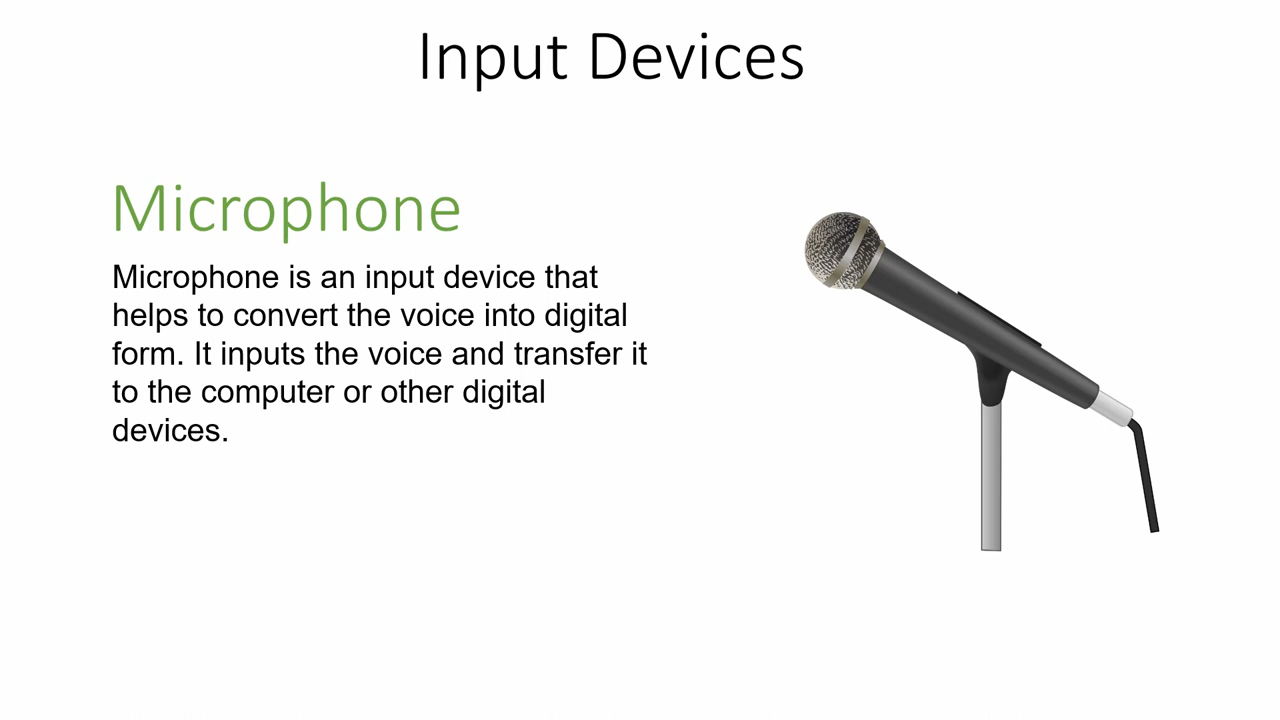 Input Devices
Microphone
Microphone is an input device that
helps to convert the voice into digital
form. It inputs the voice and transfer it
to the computer or other digital
devices.